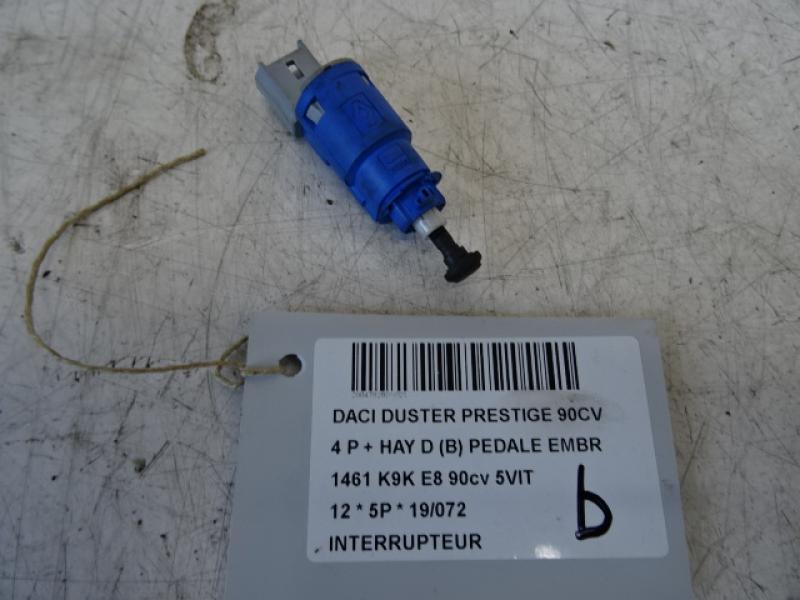 DACI DUSTER PRESTIGE 90CV
4 P + HAY D (B) PEDALE EMBR
1461 K9K E8 90cv 5VIT
12 * 5P * 19/072
INTERRUPTEUR
b